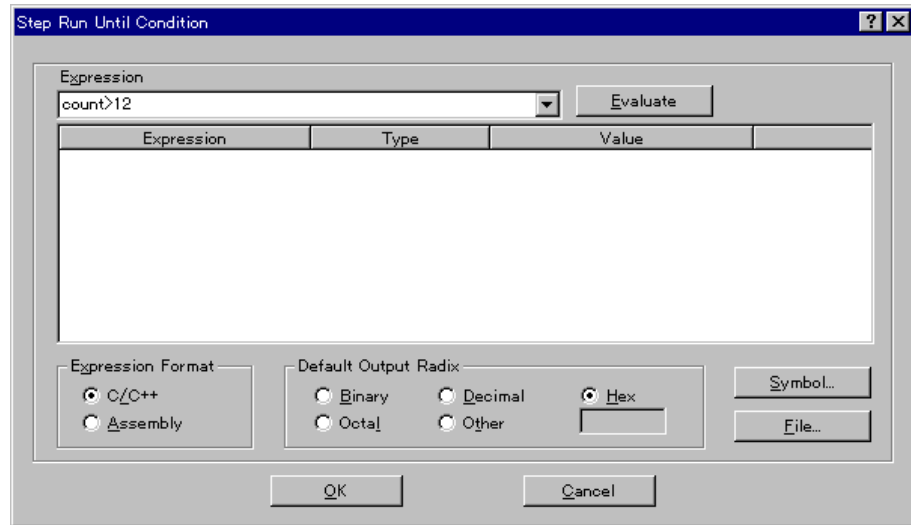 Step Run Until Condition
Expression
count>12
Evaluate
Expression Type Value
Expression Format
C/C++
Assembly
Default Output Radix
Binary Decimal Hex
Octal Other
Symbol...
File...
OK Cancel